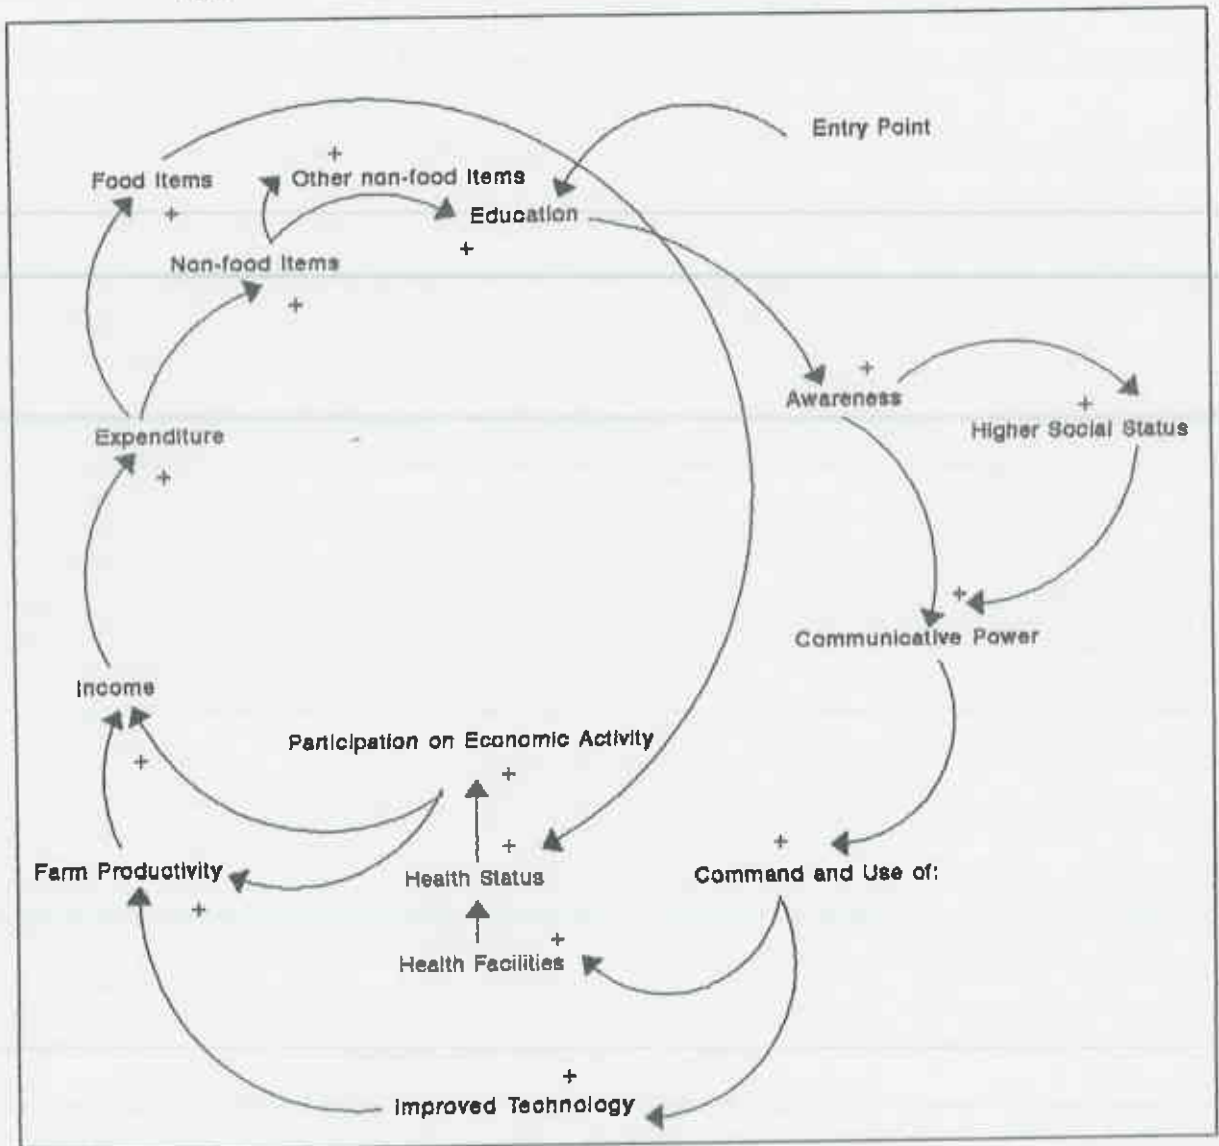 Entry Point
+
Food Items
Other non-food Items
+
Education
+
Non-food Items
+
+
Awareness
+
Higher Social Status
Expenditure
+
+
Communicative Power
Income
Participation on Economic Activity
+
+
+
+
Farm Productivity
Health Status
Command and Use of:
+
+
Health Facilities
+
Improved Technology